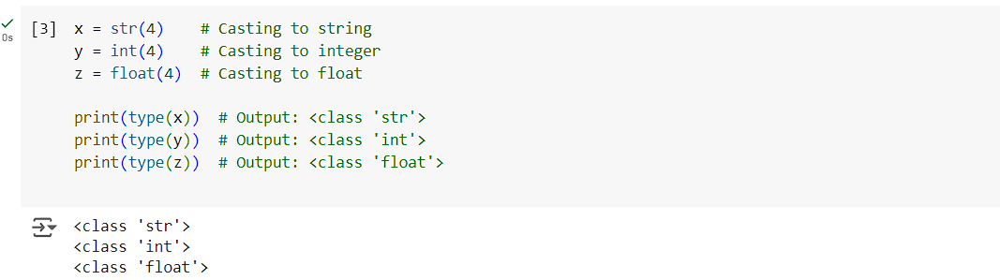 [3] x = str(4)    # Casting to string
0s
y = int(4)    # Casting to integer
z = float(4)  # Casting to float
print(type(x))  # Output: <class 'str'>
print(type(y))  # Output: <class 'int'>
print(type(z))  # Output: <class 'float'>
<class 'str'>
<class 'int'>
<class 'float'>